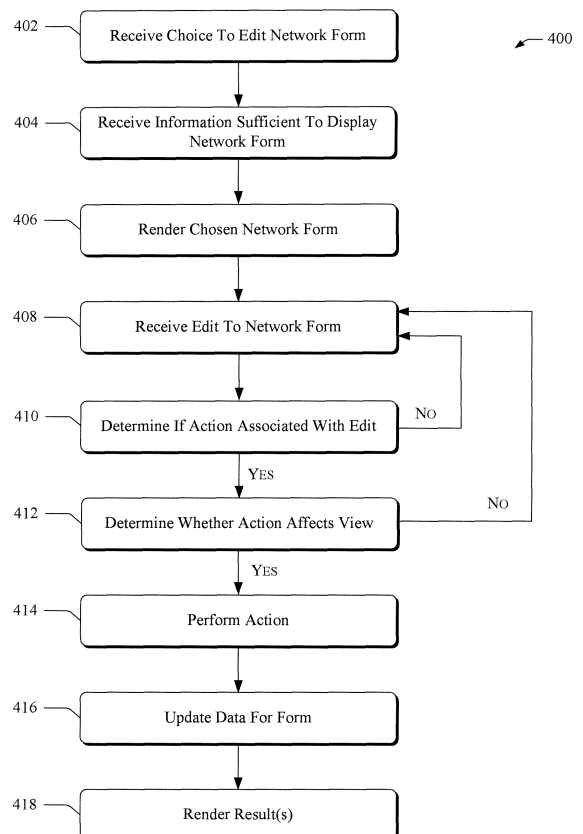 402
Receive Choice To Edit Network Form
400
404
Receive Information Sufficient To Display
Network Form
406
Render Chosen Network Form
408
Receive Edit To Network Form
410
Determine If Action Associated With Edit
NO
YES
412
Determine Whether Action Affects View
NO
YES
414
Perform Action
416
Update Data For Form
418
Render Result(s)